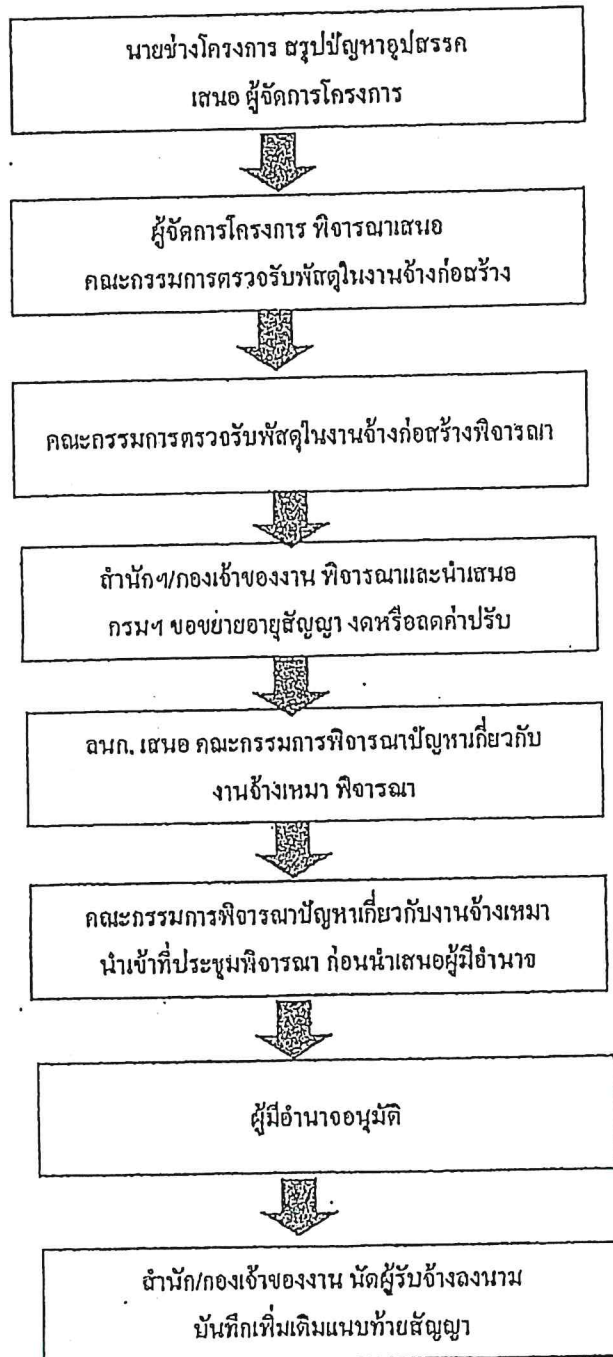 นายช่างโครงการ สรุปปัญหาอุปสรรค
เสนอ ผู้จัดการโครงการ
ผู้จัดการโครงการ พิจารณาเสนอ
คณะกรรมการตรวจรับพัสดุในงานจ้างก่อสร้าง
คณะกรรมการตรวจรับพัสดุในงานจ้างก่อสร้างพิจารณา
สำนักฯ/กองเจ้าของงาน พิจารณาและนำเสนอ
กรมฯ ขอขยายอายุสัญญา งดหรือลดค่าปรับ
อนก. เสนอ คณะกรรมการพิจารณาปัญหาเกี่ยวกับ
งานจ้างเหมา พิจารณา
คณะกรรมการพิจารณาปัญหาเกี่ยวกับงานจ้างเหมา
นำเข้าที่ประชุมพิจารณา ก่อนนำเสนอผู้มีอำนาจ
ผู้มีอำนาจอนุมัติ
สำนัก/กองเจ้าของงาน นัดผู้รับจ้างลงนาม
บันทึกเพิ่มเติมแนบท้ายสัญญา